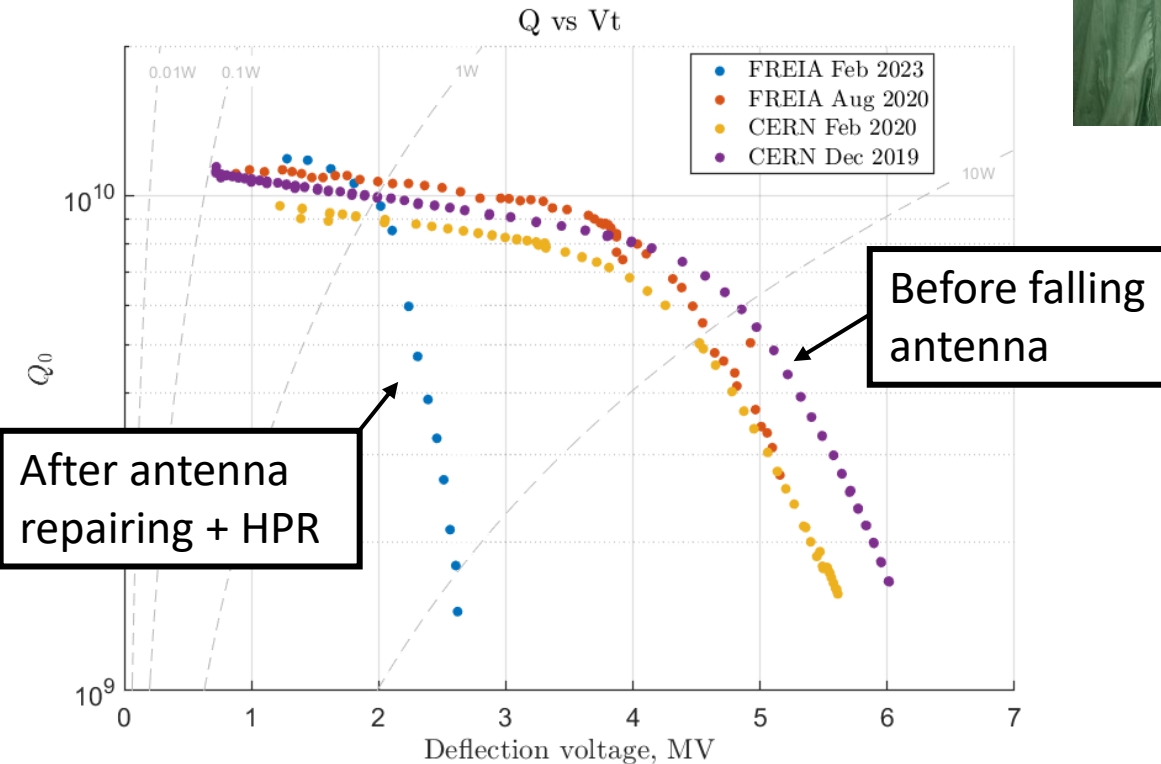 Q vs Vt
0.01W
0.1W
1W
10W
FREIA Feb 2023
FREIA Aug 2020
CERN Feb 2020
CERN Dec 2019
10^10
10^9
Q_0
Before falling
antenna
After antenna
repairing + HPR
0 1 2 3 4 5 6 7
Deflection voltage, MV